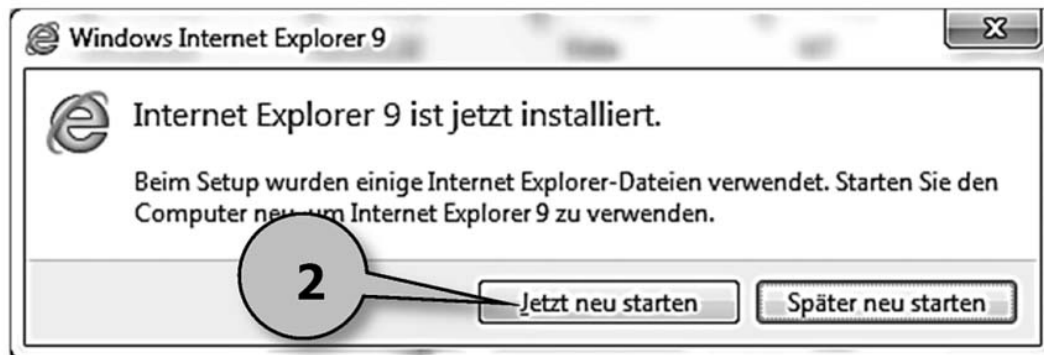 Windows Internet Explorer 9
Internet Explorer 9 ist jetzt installiert.
Beim Setup wurden einige Internet Explorer-Dateien verwendet. Starten Sie den
Computer neu, um Internet Explorer 9 zu verwenden.
2
Jetzt neu starten
Später neu starten